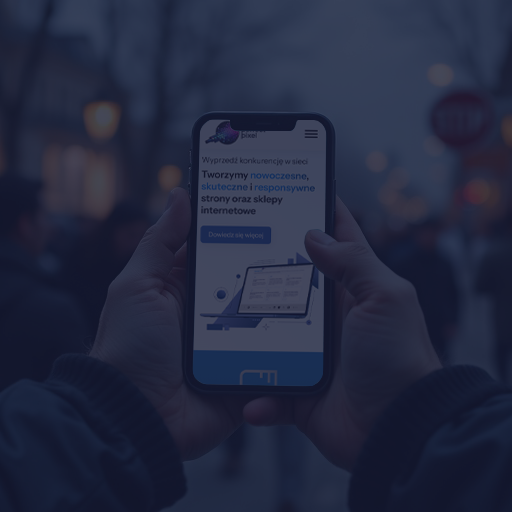 pixel
Wyprzedź konkurencję w sieci
Tworzymy nowoczesne,
skuteczne i responsywne
strony oraz sklepy
internetowe
Dowiedz się więcej
STOP